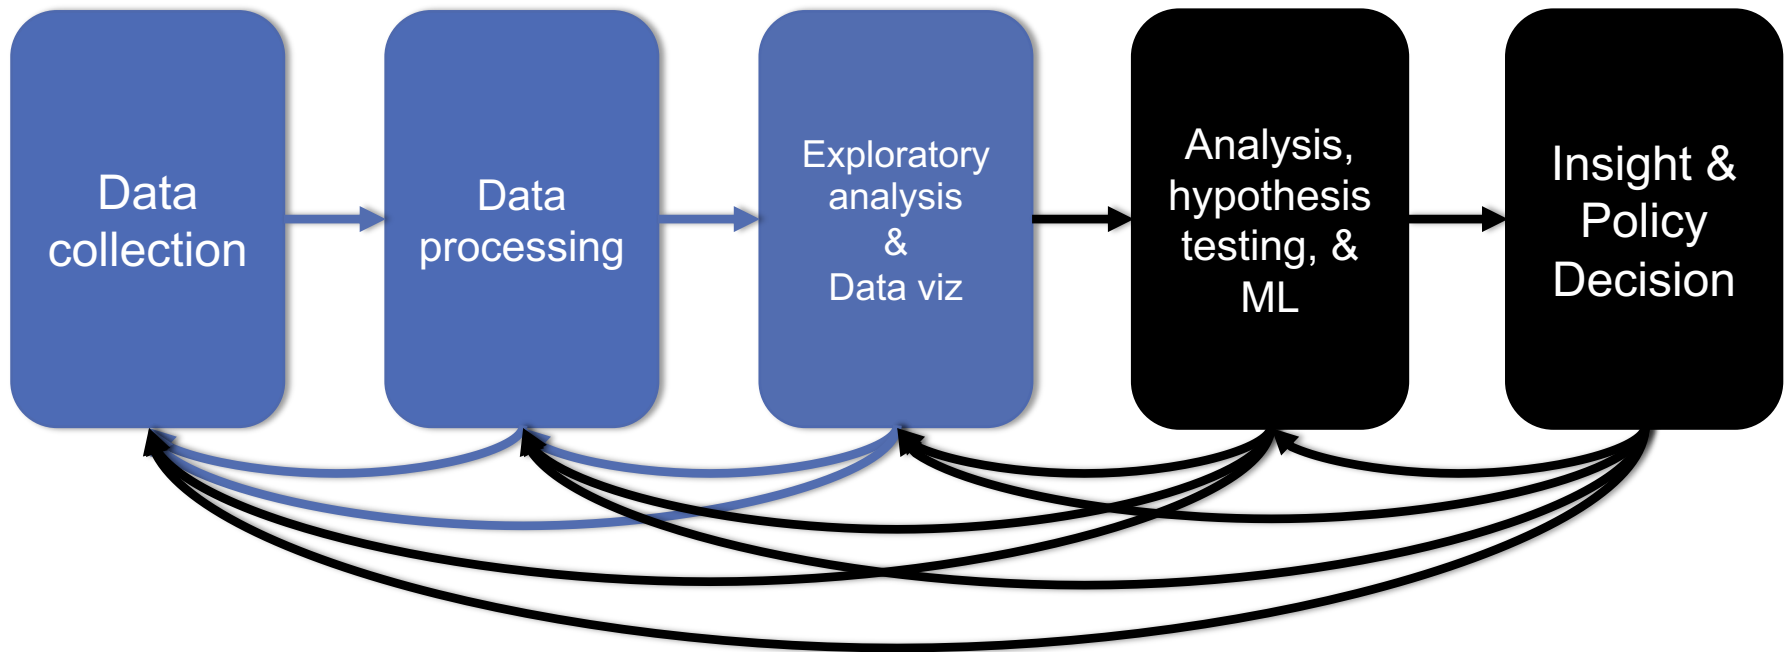 Data
collection
Data
processing
Exploratory
analysis
&
Data viz
Analysis,
hypothesis
testing, &
ML
Insight &
Policy
Decision